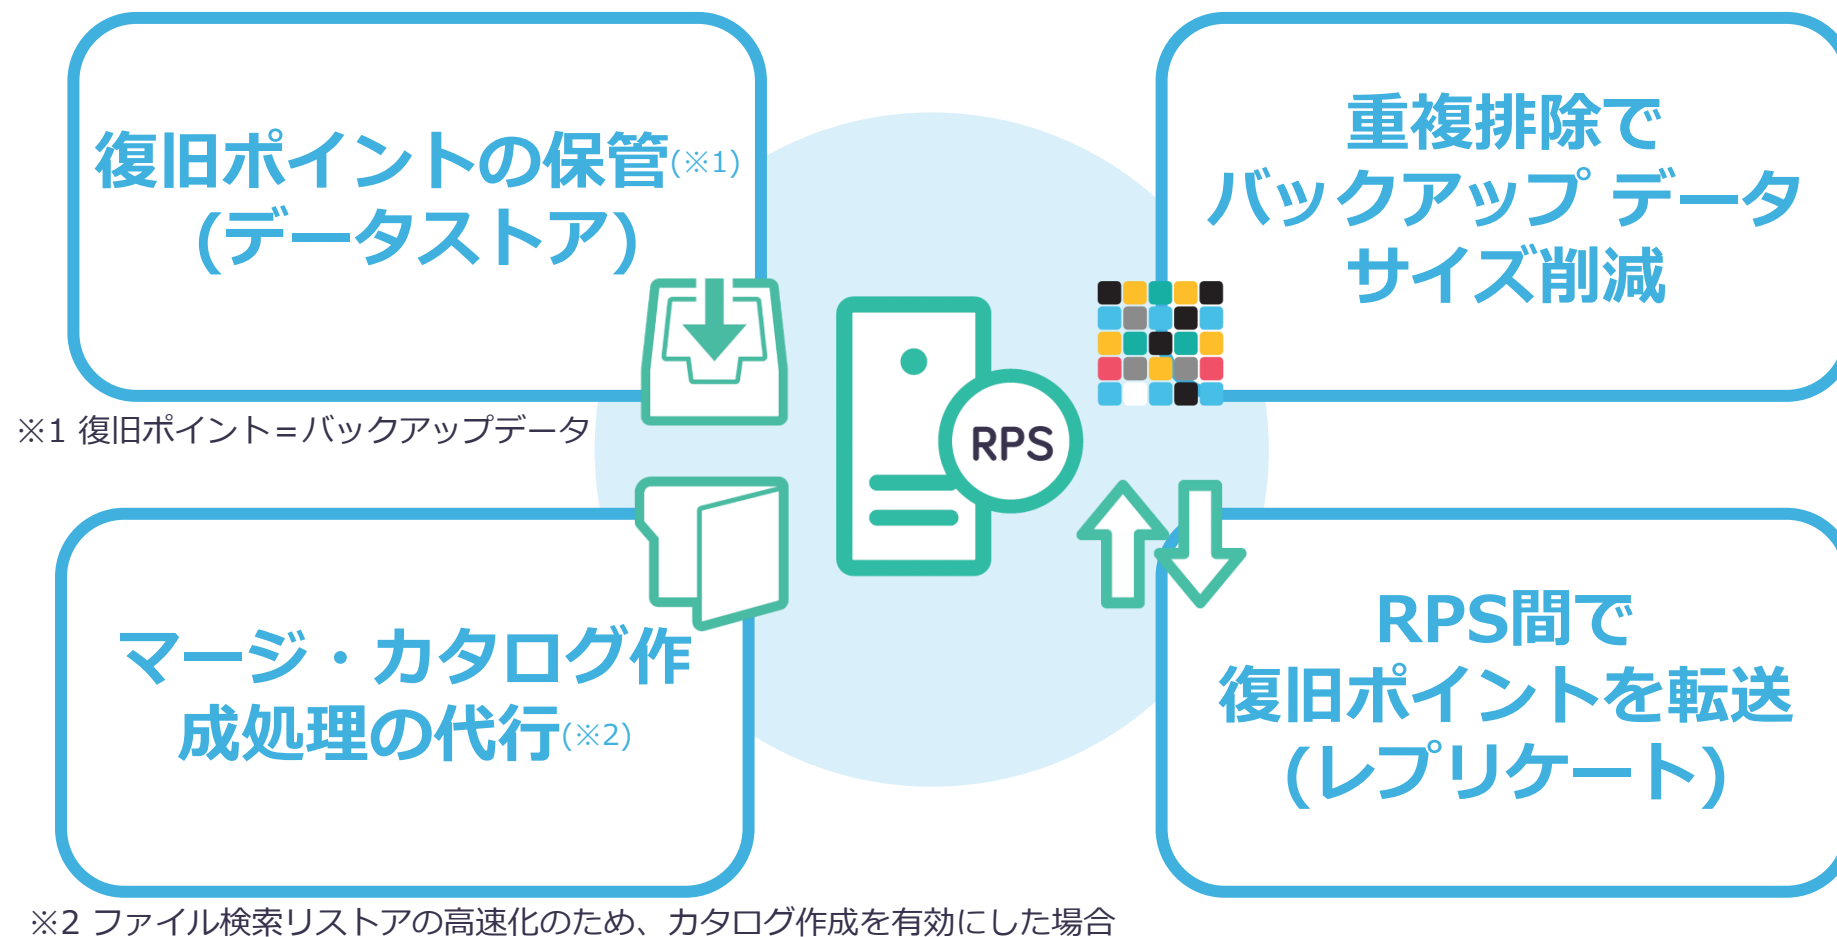 復旧ポイントの保管(※1)
(データストア)
※1 復旧ポイント＝バックアップデータ
重複排除で
バックアップ データ
サイズ削減
RPS
マージ・カタログ作
成処理の代行(※2)
RPS間で
復旧ポイントを転送
(レプリケート)
※2 ファイル検索リストアの高速化のため、カタログ作成を有効にした場合